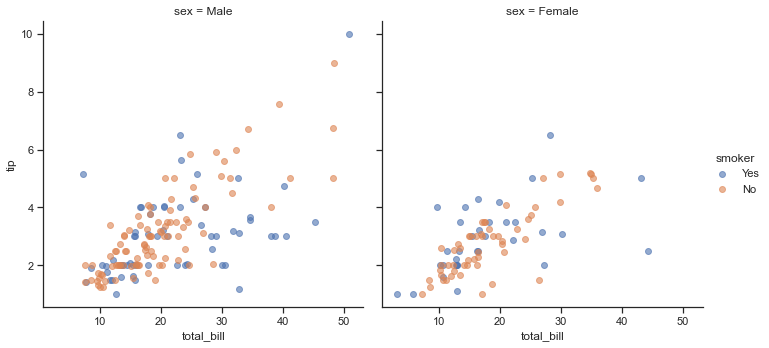 sex = Male
sex = Female
10
8
6
4
2
tip
10
20
30
40
50
total_bill
10
20
30
40
50
total_bill
smoker
Yes
No